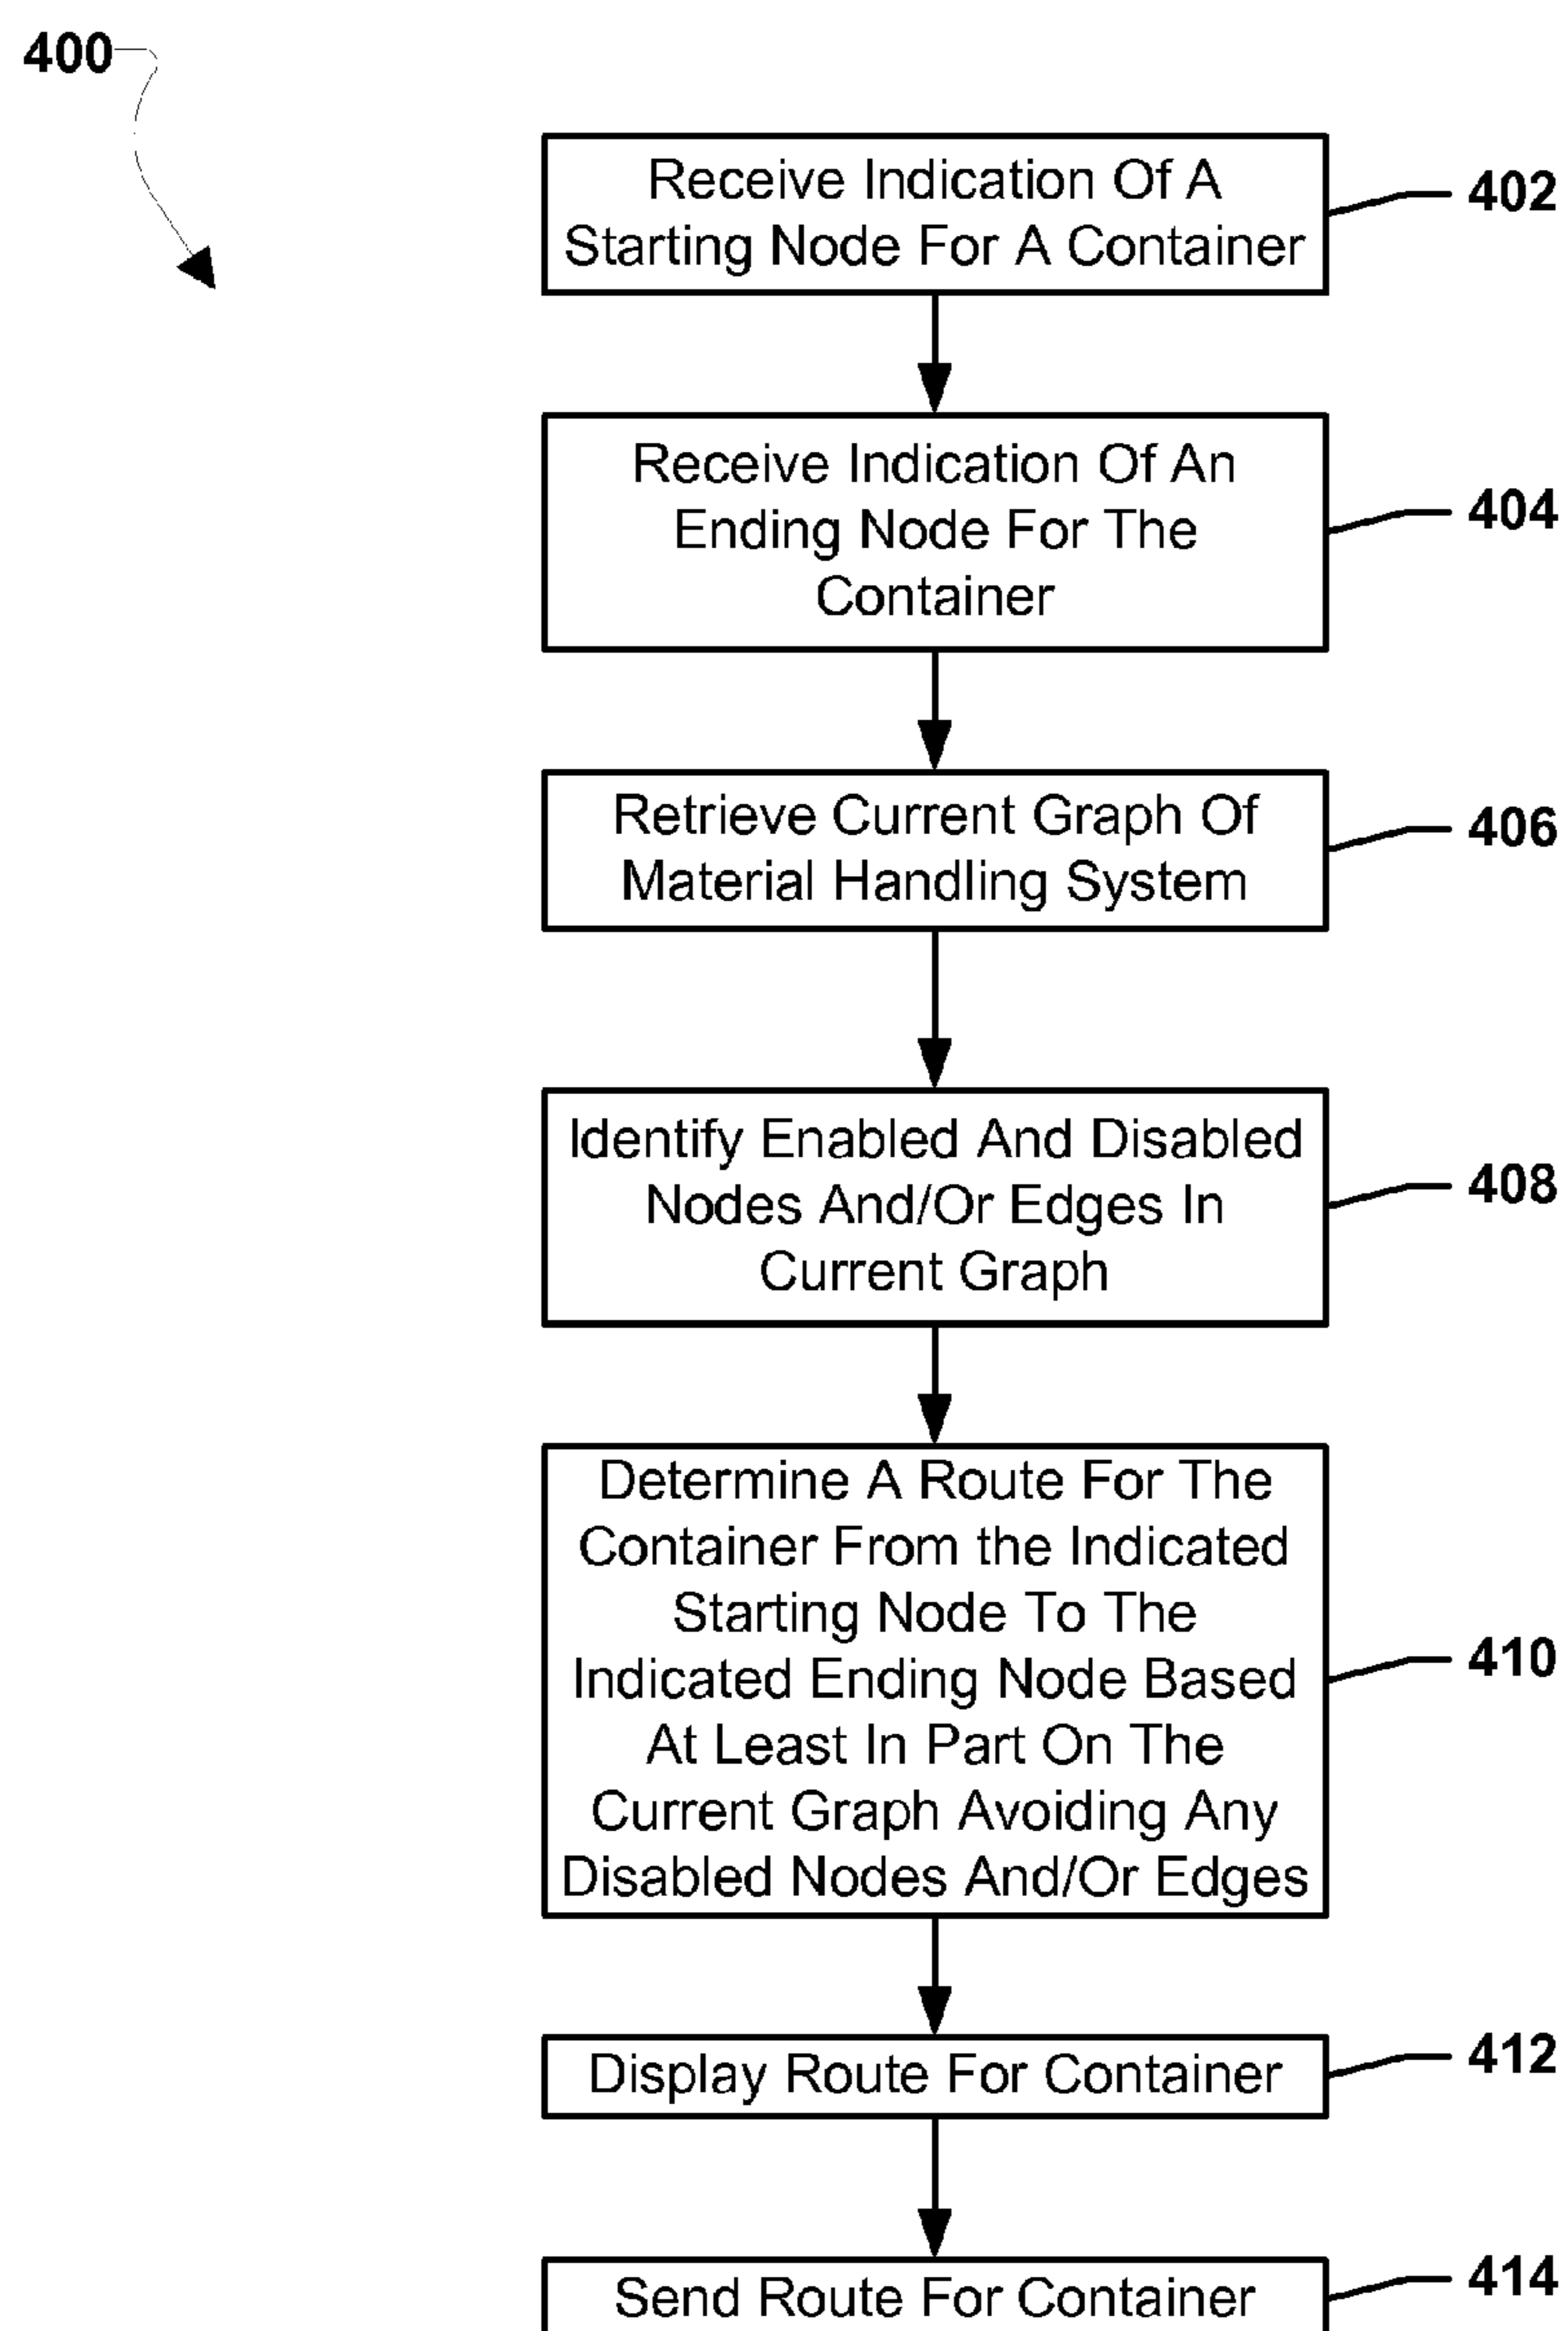 400
Receive Indication Of A
Starting Node For A Container
402
Receive Indication Of An
Ending Node For The
Container
404
Retrieve Current Graph Of
Material Handling System
406
Identify Enabled And Disabled
Nodes And/Or Edges In
Current Graph
408
Determine A Route For The
Container From the Indicated
Starting Node To The
Indicated Ending Node Based
At Least In Part On The
Current Graph Avoiding Any
Disabled Nodes And/Or Edges
410
Display Route For Container
412
Send Route For Container
414